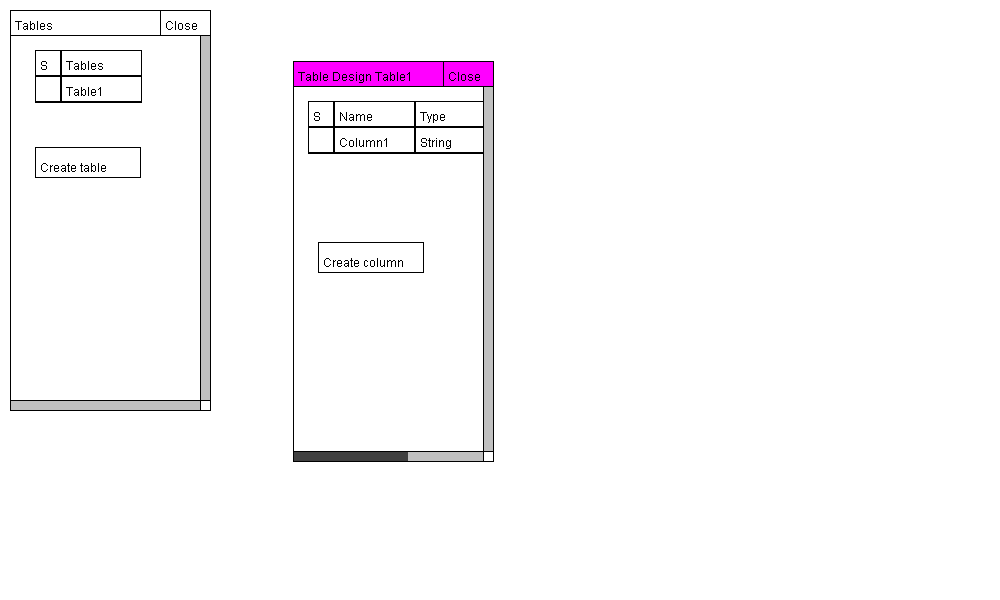 Tables Close
S Tables
Table1
Create table
Table Design Table1 Close
S Name Type
Column1 String
Create column